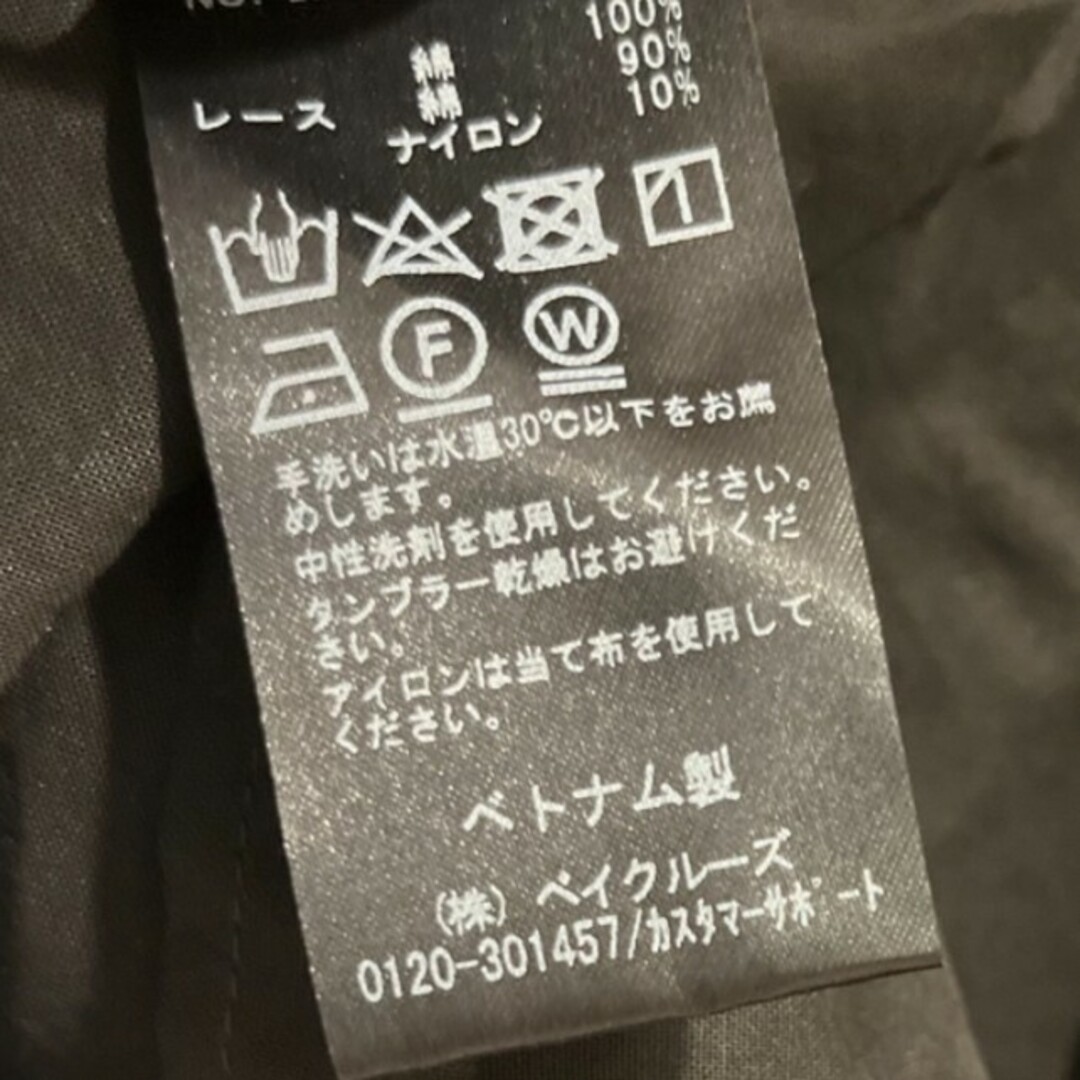 綿 100%
レース 綿 90%
ナイロン 10%
F W
手洗いは水温30℃以下をお薦
めします。
中性洗剤を使用してください。
タンブラー乾燥はお避けくだ
さい。
アイロンは当て布を使用して
ください。
ベトナム製
(株) ベイクルーズ
0120-301457/カスタマーサポート